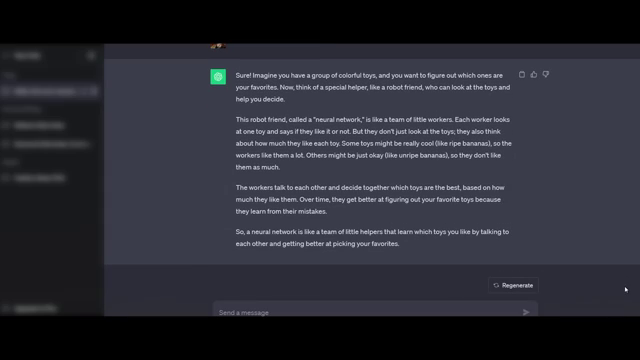 Sure! Imagine you have a group of colorful toys, and you want to figure out which ones are
your favorites. Now, think of a special helper, like a robot friend, who can look at the toys and
help you decide.
This robot friend, called a "neural network," is like a team of little workers. Each worker looks
at one toy and says if they like it or not. But they don't just look at the toys; they also think
about how much they like each toy. Some toys might be really cool (like ripe bananas), so the
workers like them a lot. Others might be just okay (like unripe bananas), so they don't like
them as much.
The workers talk to each other and decide together which toys are the best, based on how
much they like them. Over time, they get better at figuring out your favorite toys because
they learn from their mistakes.
So, a neural network is like a team of little helpers that learn which toys you like by talking to
each other and getting better at picking your favorites.
Regenerate
Send a message